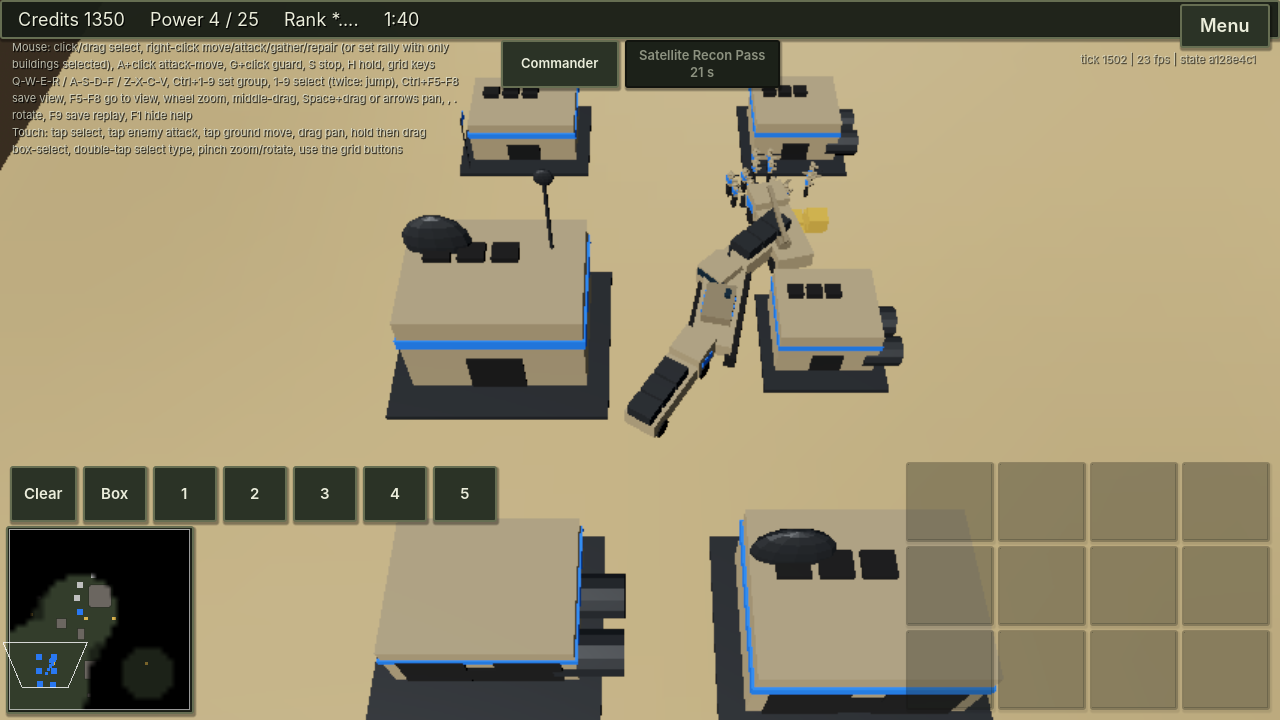 Credits 1350 Power 4 / 25 Rank *.... 1:40
Menu
Mouse: click/drag select, right-click move/attack/gather/repair (or set rally with only
buildings selected), A+click attack-move, G+click guard, S stop, H hold, grid keys
Q-W-E-R / A-S-D-F / Z-X-C-V, Ctrl+1-9 set group, 1-9 select (twice: jump), Ctrl+F5-F8
save view, F5-F8 go to view, wheel zoom, middle-drag, Space+drag or arrows pan, , .
rotate, F9 save replay, F1 hide help
Touch: tap select, tap enemy attack, tap ground move, drag pan, hold then drag
box-select, double-tap select type, pinch zoom/rotate, use the grid buttons
Commander
Satellite Recon Pass
21 s
tick 1502 | 23 fps | state a128e4c1
Clear Box 1 2 3 4 5